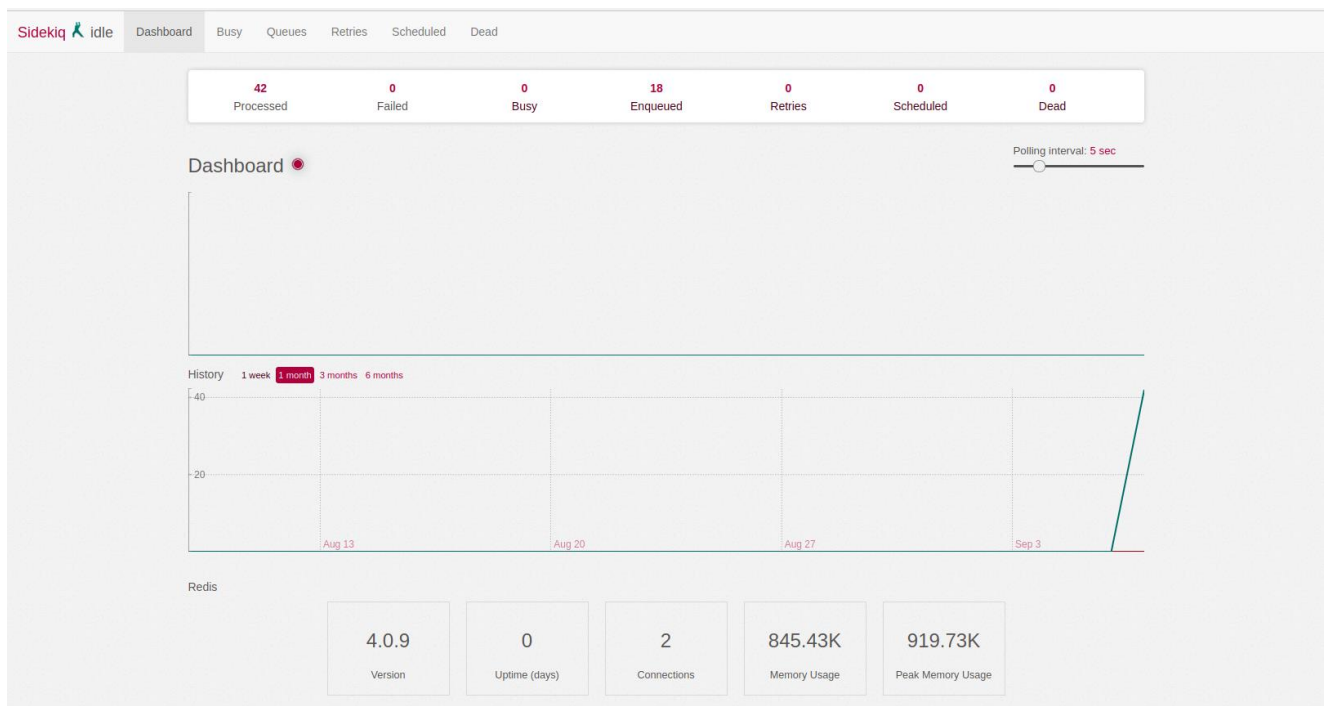 Sidekiq idle Dashboard Busy Queues Retries Scheduled Dead
42 0 0 18 0 0 0
Processed Failed Busy Enqueued Retries Scheduled Dead
Polling interval: 5 sec
Dashboard
History 1 week 1 month 3 months 6 months
40
20
Aug 13 Aug 20 Aug 27 Sep 3
Redis
4.0.9 0 2 845.43K 919.73K
Version Uptime (days) Connections Memory Usage Peak Memory Usage